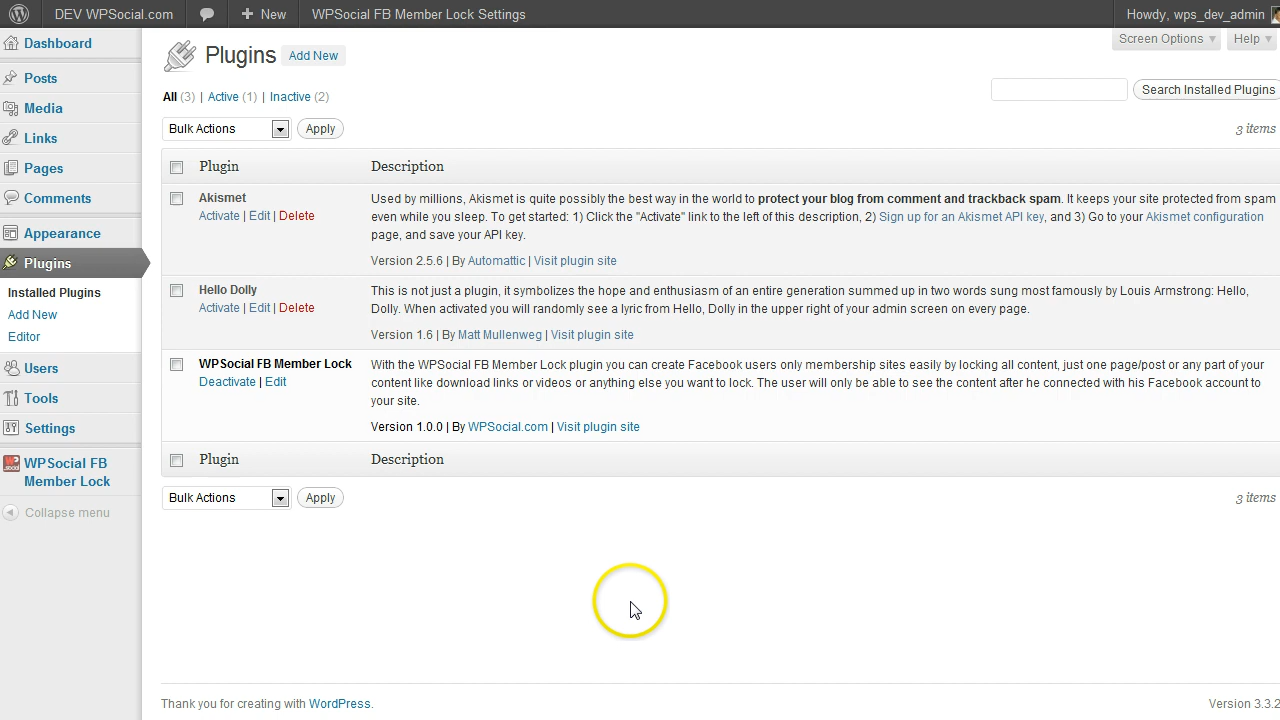 DEV WPSocial.com + New WPSocial FB Member Lock Settings Howdy, wps_dev_admin
Screen Options Help
Dashboard
Posts
Media
Links
Pages
Comments
Appearance
Plugins
Installed Plugins
Add New
Editor
Users
Tools
Settings
WPSocial FB
Member Lock
Collapse menu
Plugins Add New
All (3) | Active (1) | Inactive (2)
Search Installed Plugins
Bulk Actions Apply 3 items
Plugin Description
Akismet
Activate | Edit | Delete
Used by millions, Akismet is quite possibly the best way in the world to protect your blog from comment and trackback spam. It keeps your site protected from spam
even while you sleep. To get started: 1) Click the "Activate" link to the left of this description, 2) Sign up for an Akismet API key, and 3) Go to your Akismet configuration
page, and save your API key.
Version 2.5.6 | By Automattic | Visit plugin site
Hello Dolly
Activate | Edit | Delete
This is not just a plugin, it symbolizes the hope and enthusiasm of an entire generation summed up in two words sung most famously by Louis Armstrong: Hello,
Dolly. When activated you will randomly see a lyric from Hello, Dolly in the upper right of your admin screen on every page.
Version 1.6 | By Matt Mullenweg | Visit plugin site
WPSocial FB Member Lock
Deactivate | Edit
With the WPSocial FB Member Lock plugin you can create Facebook users only membership sites easily by locking all content, just one page/post or any part of your
content like download links or videos or anything else you want to lock. The user will only be able to see the content after he connected with his Facebook account to
your site.
Version 1.0.0 | By WPSocial.com | Visit plugin site
Plugin Description
Bulk Actions Apply 3 items
Thank you for creating with WordPress. Version 3.3.2